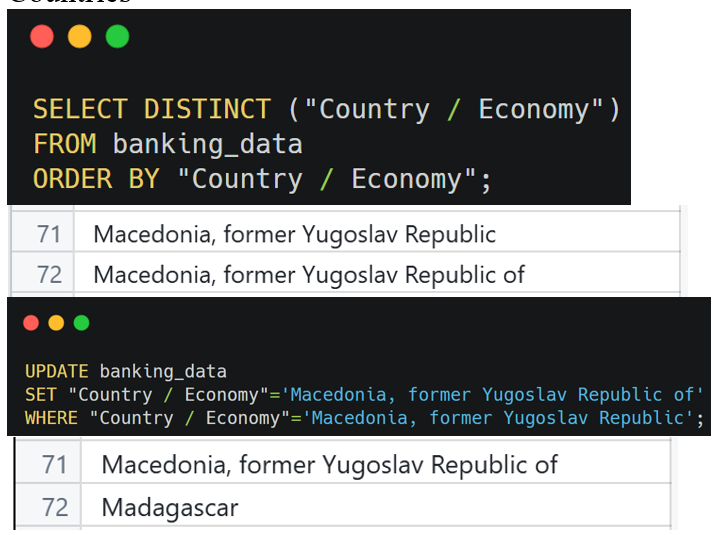 Countries
SELECT DISTINCT ("Country / Economy")
FROM banking_data
ORDER BY "Country / Economy";
71 Macedonia, former Yugoslav Republic
72 Macedonia, former Yugoslav Republic of
UPDATE banking_data
SET "Country / Economy"='Macedonia, former Yugoslav Republic of'
WHERE "Country / Economy"='Macedonia, former Yugoslav Republic';
71 Macedonia, former Yugoslav Republic of
72 Madagascar